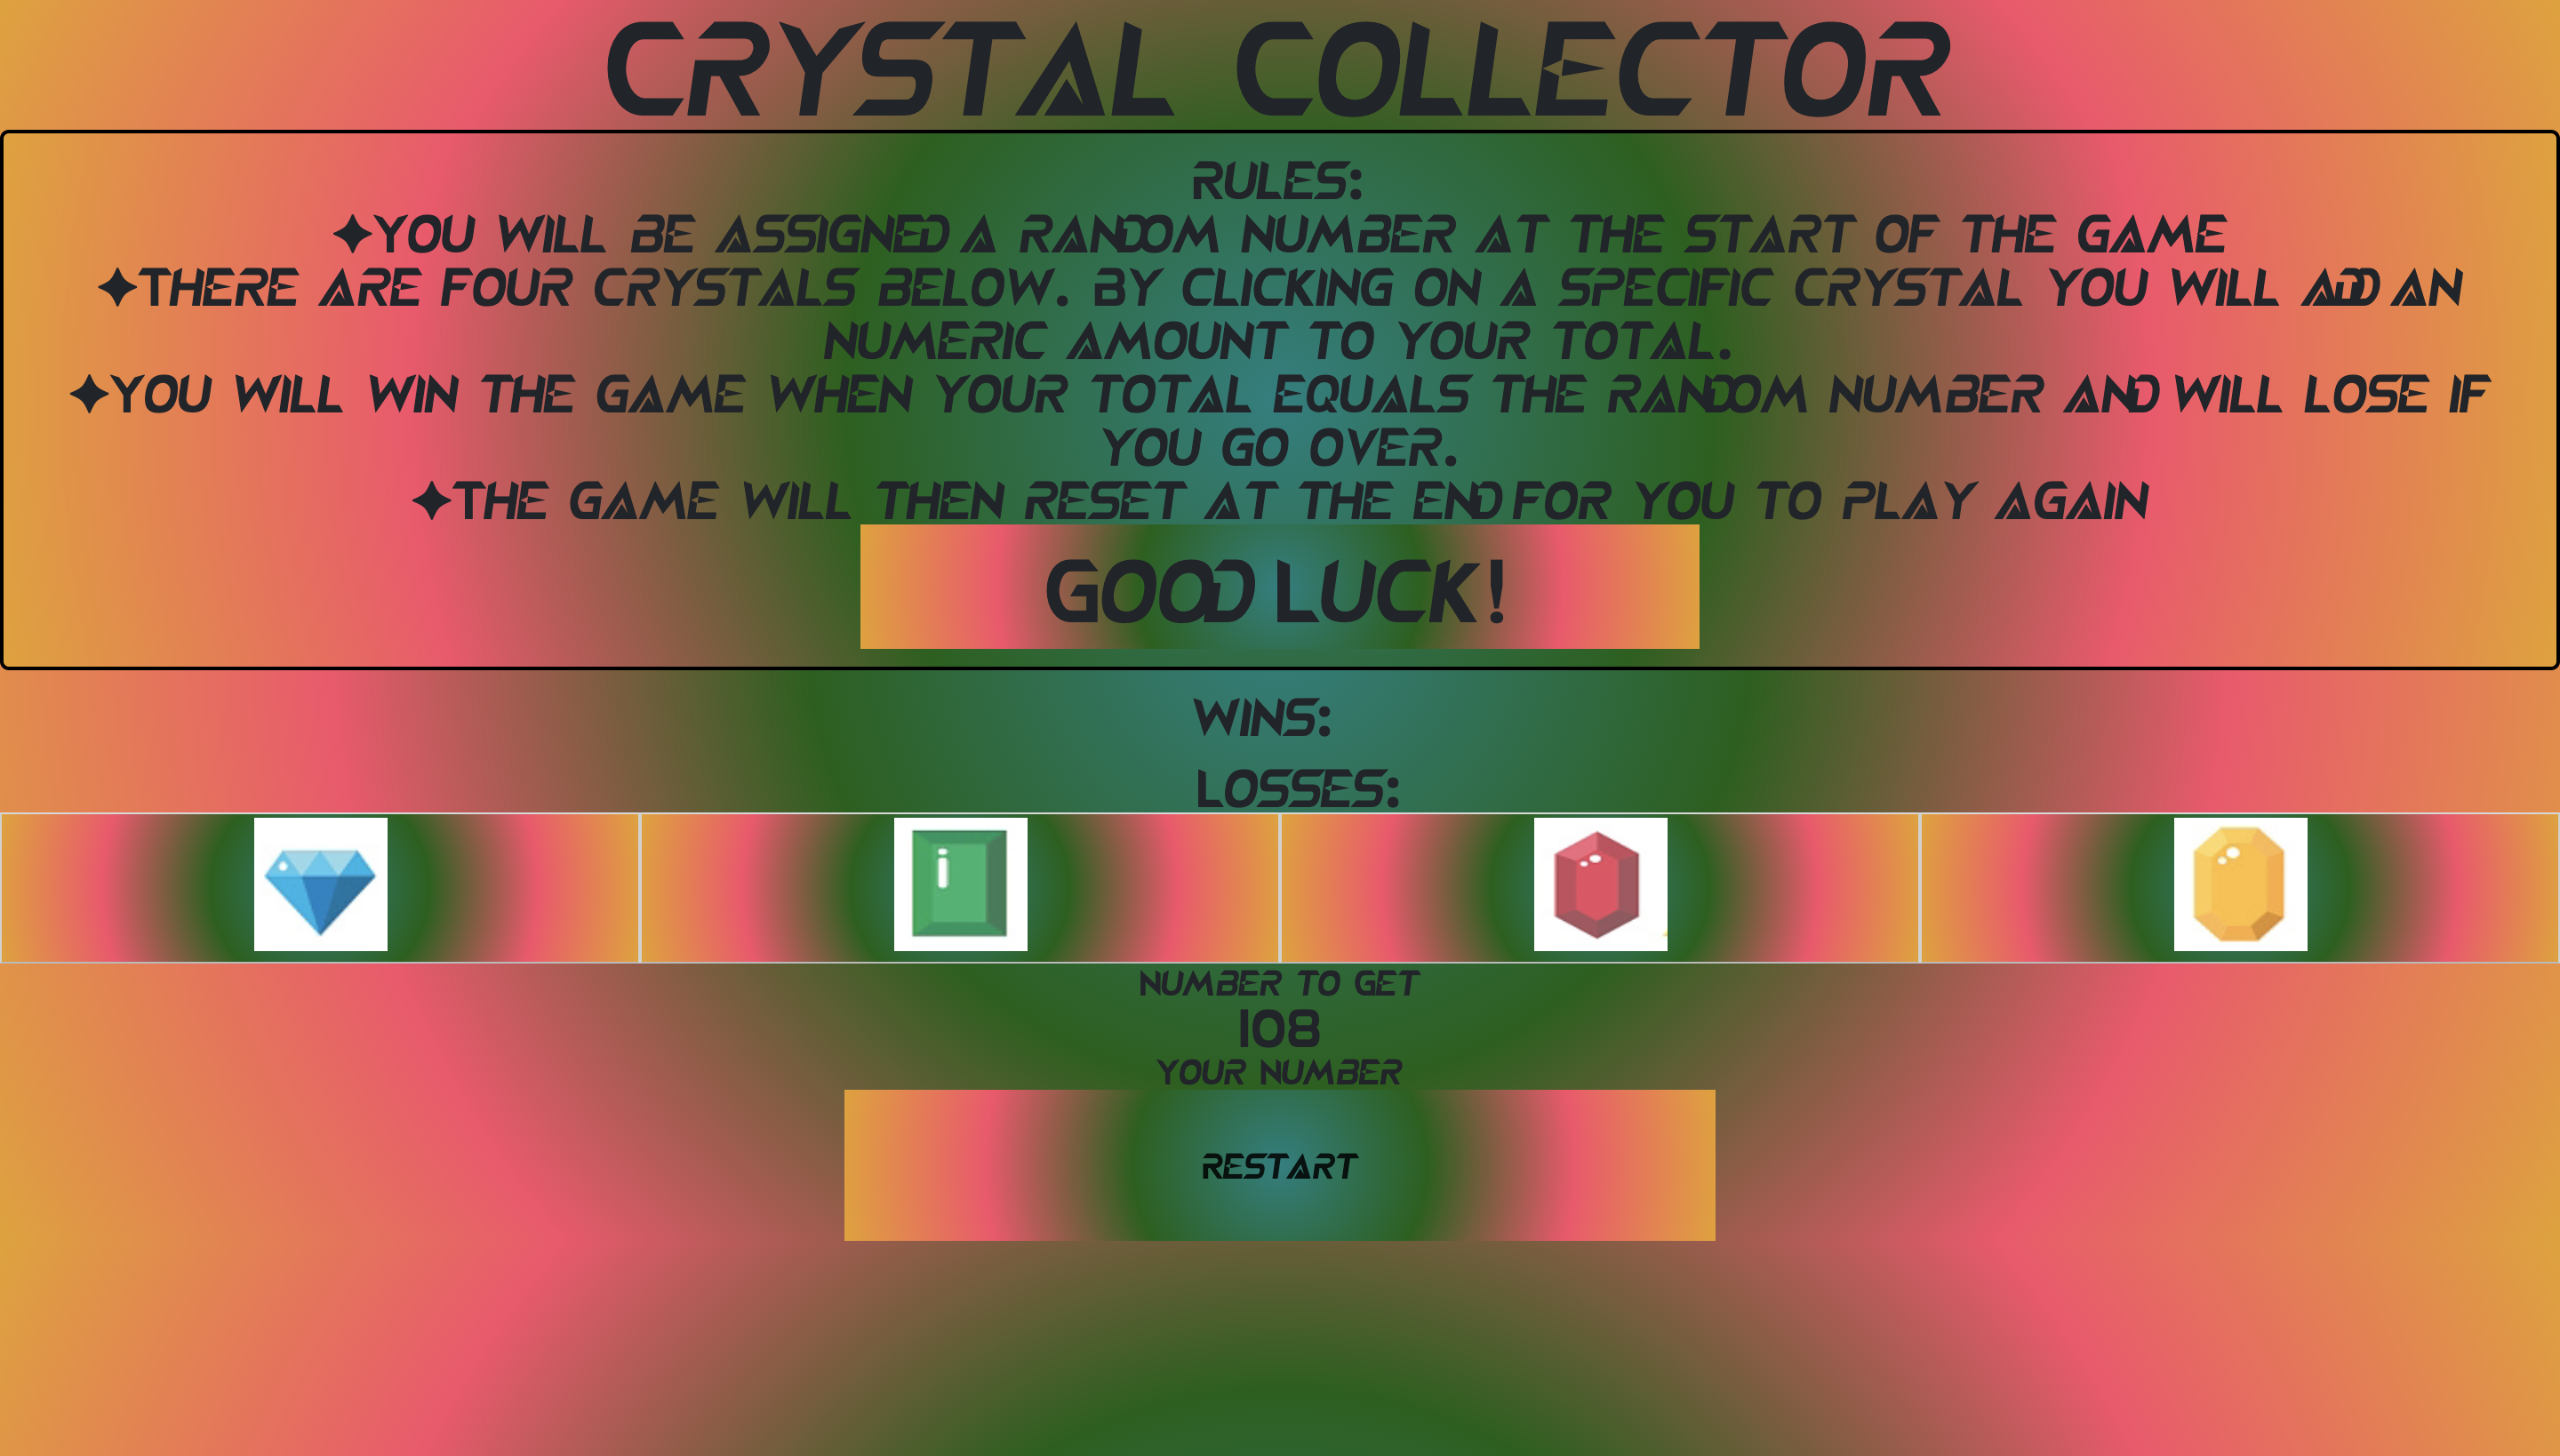 CRYSTAL COLLECTOR
RULES:
✦YOU WILL BE ASSIGNED A RANDOM NUMBER AT THE START OF THE GAME
✦THERE ARE FOUR CRYSTALS BELOW. BY CLICKING ON A SPECIFIC CRYSTAL YOU WILL ADD AN
NUMERIC AMOUNT TO YOUR TOTAL.
✦YOU WILL WIN THE GAME WHEN YOUR TOTAL EQUALS THE RANDOM NUMBER AND WILL LOSE IF
YOU GO OVER.
✦THE GAME WILL THEN RESET AT THE END FOR YOU TO PLAY AGAIN
GOOD LUCK!
WINS:
LOSSES:
NUMBER TO GET
108
YOUR NUMBER
RESTART